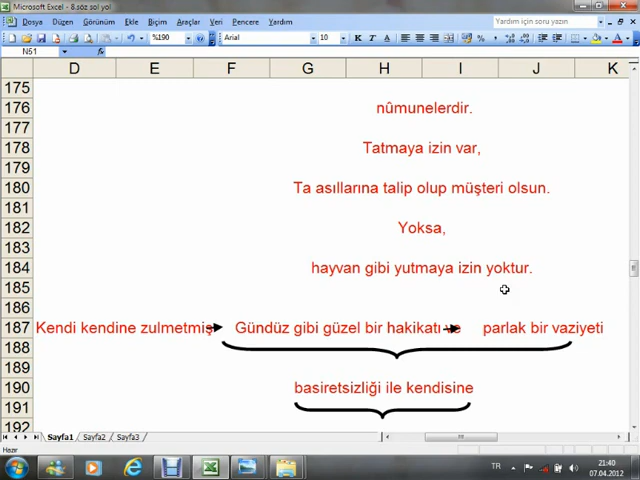 Microsoft Excel - 8.söz sol yol
Dosya Düzen Görünüm Ekle Biçim Araçlar Veri Pencere Yardım
Yardım için soru yazın
%190 Arial 10
N51 fx
D E F G H I J K
175
176 nûmunelerdir.
177
178 Tatmaya izin var,
179
180 Ta asıllarına talip olup müşteri olsun.
181
182 Yoksa,
183
184 hayvan gibi yutmaya izin yoktur.
185
186
187 Kendi kendine zulmetmiş Gündüz gibi güzel bir hakikatı ve parlak bir vaziyeti
188
189
190 basiretsizliği ile kendisine
191
192
Sayfa1 Sayfa2 Sayfa3
Hazır
TR 21:40
07.04.2012